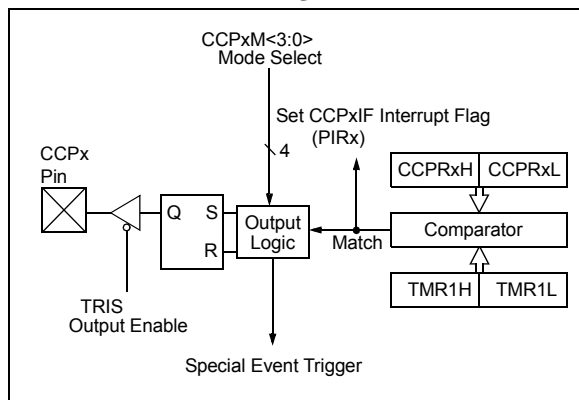 CCPxM<3:0>
Mode Select
Set CCPxIF Interrupt Flag
(PIRx)
4
CCPx
Pin
CCPRxH CCPRxL
Q S
R
Output
Logic
Match
Comparator
TRIS
Output Enable
TMR1H TMR1L
Special Event Trigger